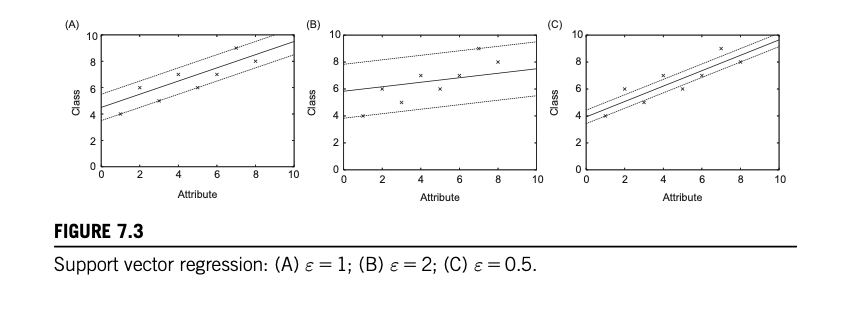 (A)
10
8
6
4
2
0
Class
0 2 4 6 8 10
Attribute
(B)
10
8
6
4
2
0
Class
0 2 4 6 8 10
Attribute
(C)
10
8
6
4
2
0
Class
0 2 4 6 8 10
Attribute
FIGURE 7.3
Support vector regression: (A) ε = 1; (B) ε = 2; (C) ε = 0.5.